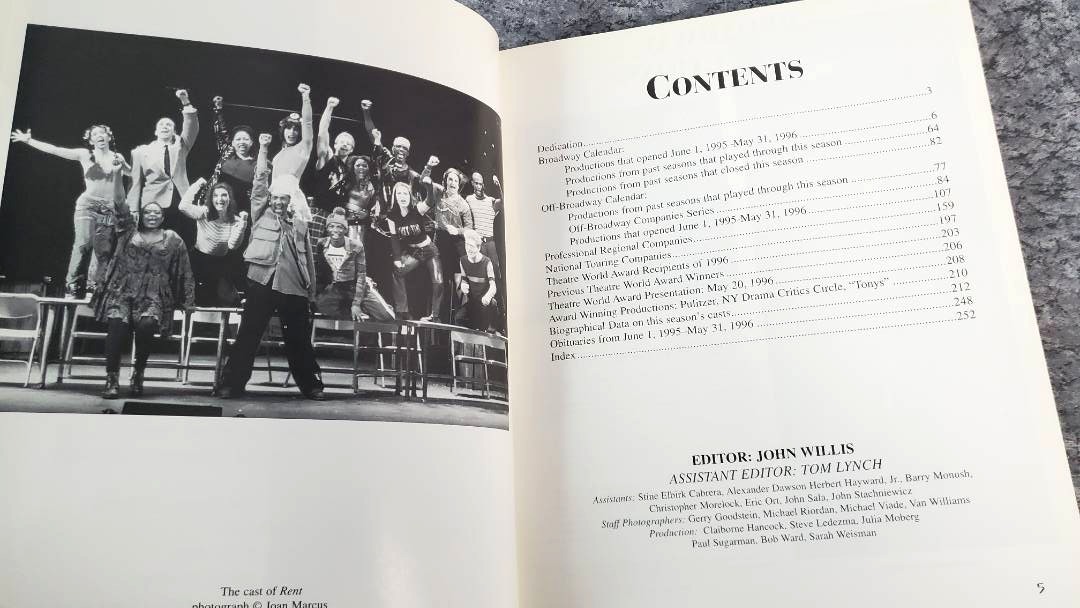 The cast of Rent
photograph © Joan Marcus
CONTENTS
Dedication....3
Broadway Calendar:
Productions that opened June 1, 1995-May 31, 1996....6
Productions from past seasons that played through this season....64
Productions from past seasons that closed this season....82
Off-Broadway Calendar:
Productions from past seasons that played through this season....77
Off-Broadway Companies Series....84
Productions that opened June 1, 1995-May 31, 1996....107
Professional Regional Companies....159
National Touring Companies....197
Theatre World Award Recipients of 1996....203
Previous Theatre World Award Winners....206
Theatre World Award Presentation: May 20, 1996....208
Award Winning Productions: Pulitzer, NY Drama Critics Circle, "Tonys"....210
Biographical Data on this season's casts....212
Obituaries from June 1, 1995-May 31, 1996....248
Index....252
EDITOR: JOHN WILLIS
ASSISTANT EDITOR: TOM LYNCH
Assistants: Stine Elbirk Cabrera, Alexander Dawson Herbert Hayward, Jr., Barry Monush,
Christopher Morelock, Eric Ort, John Sala, John Stachniewicz
Staff Photographers: Gerry Goodstein, Michael Riordan, Michael Viade, Van Williams
Production: Claiborne Hancock, Steve Ledezma, Julia Moberg
Paul Sugarman, Bob Ward, Sarah Weisman
5